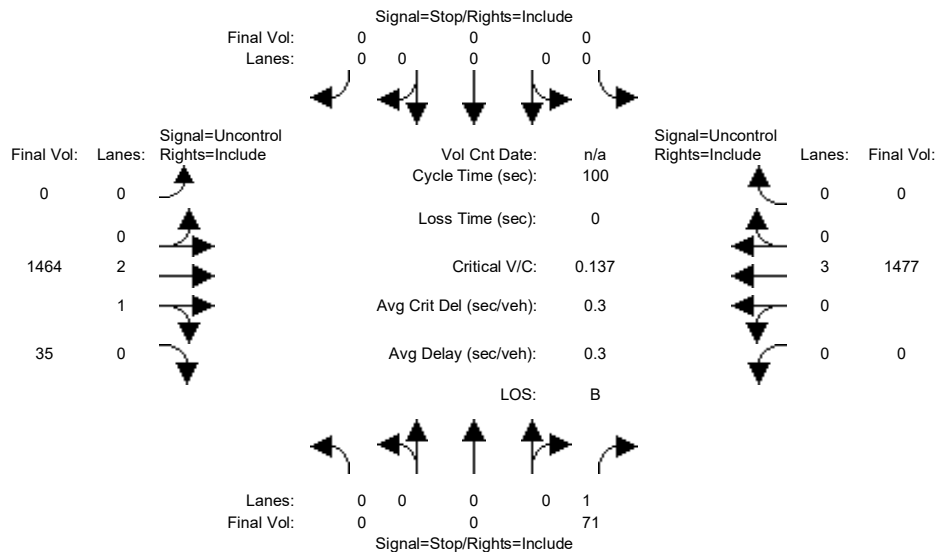 Signal=Stop/Rights=Include
Final Vol: 0 0 0
Lanes: 0 0 0 0 0
Signal=Uncontrol Signal=Uncontrol
Final Vol: Lanes: Rights=Include Vol Cnt Date: n/a Rights=Include Lanes: Final Vol:
Cycle Time (sec): 100
0 0 0 0
Loss Time (sec): 0
0 0
1464 2 Critical V/C: 0.137 3 1477
1 Avg Crit Del (sec/veh): 0.3 0
35 0 Avg Delay (sec/veh): 0.3 0 0
LOS: B
Lanes: 0 0 0 0 1
Final Vol: 0 0 71
Signal=Stop/Rights=Include